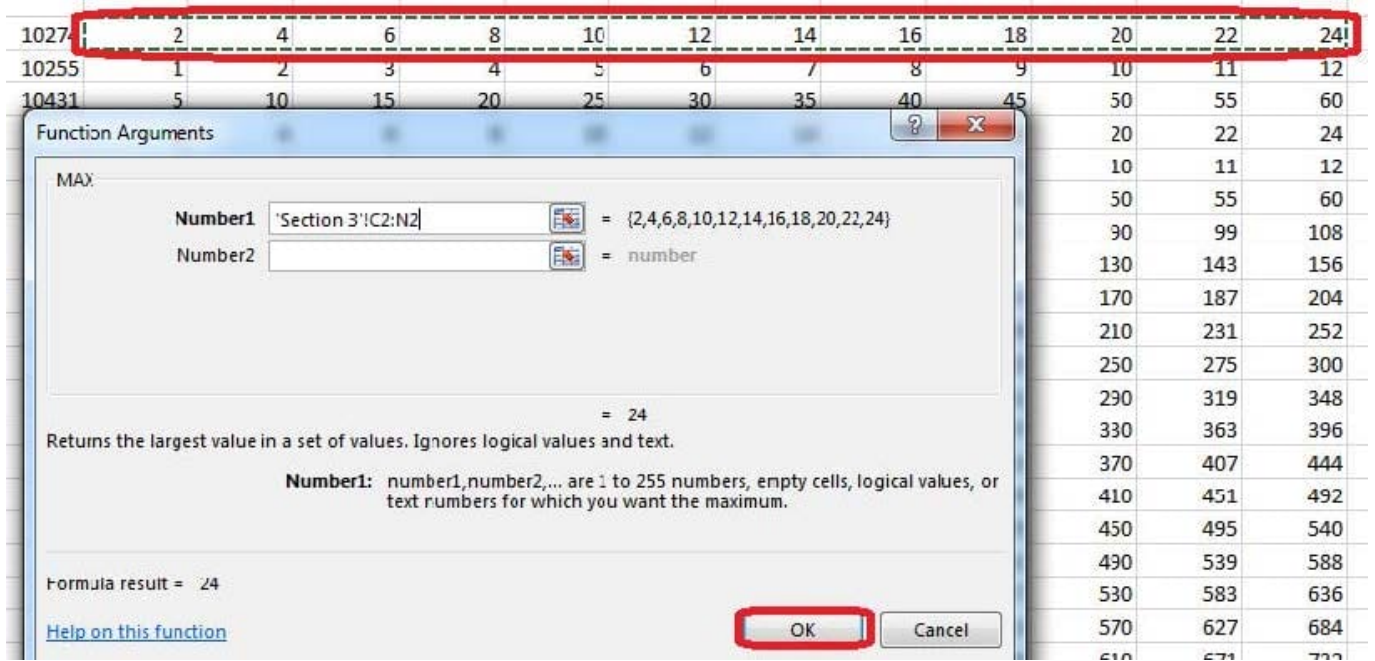 10274 2 4 6 8 10 12 14 16 18 20 22 24
10255 1 2 3 4 5 6 7 8 9 10 11 12
10431 5 10 15 20 25 30 35 40 45 50 55 60
Function Arguments ? X 20 22 24
10 11 12
MAX
50 55 60
Number1 'Section 3'!C2:N2 = {2,4,6,8,10,12,14,16,18,20,22,24}
90 99 108
Number2 = number
130 143 156
170 187 204
210 231 252
250 275 300
290 319 348
= 24
330 363 396
Returns the largest value in a set of values. Ignores logical values and text.
370 407 444
Number1: number1,number2,... are 1 to 255 numbers, empty cells, logical values, or
410 451 492
text numbers for which you want the maximum.
450 495 540
490 539 588
Formula result = 24
530 583 636
Help on this function OK Cancel
570 627 684
610 671 732